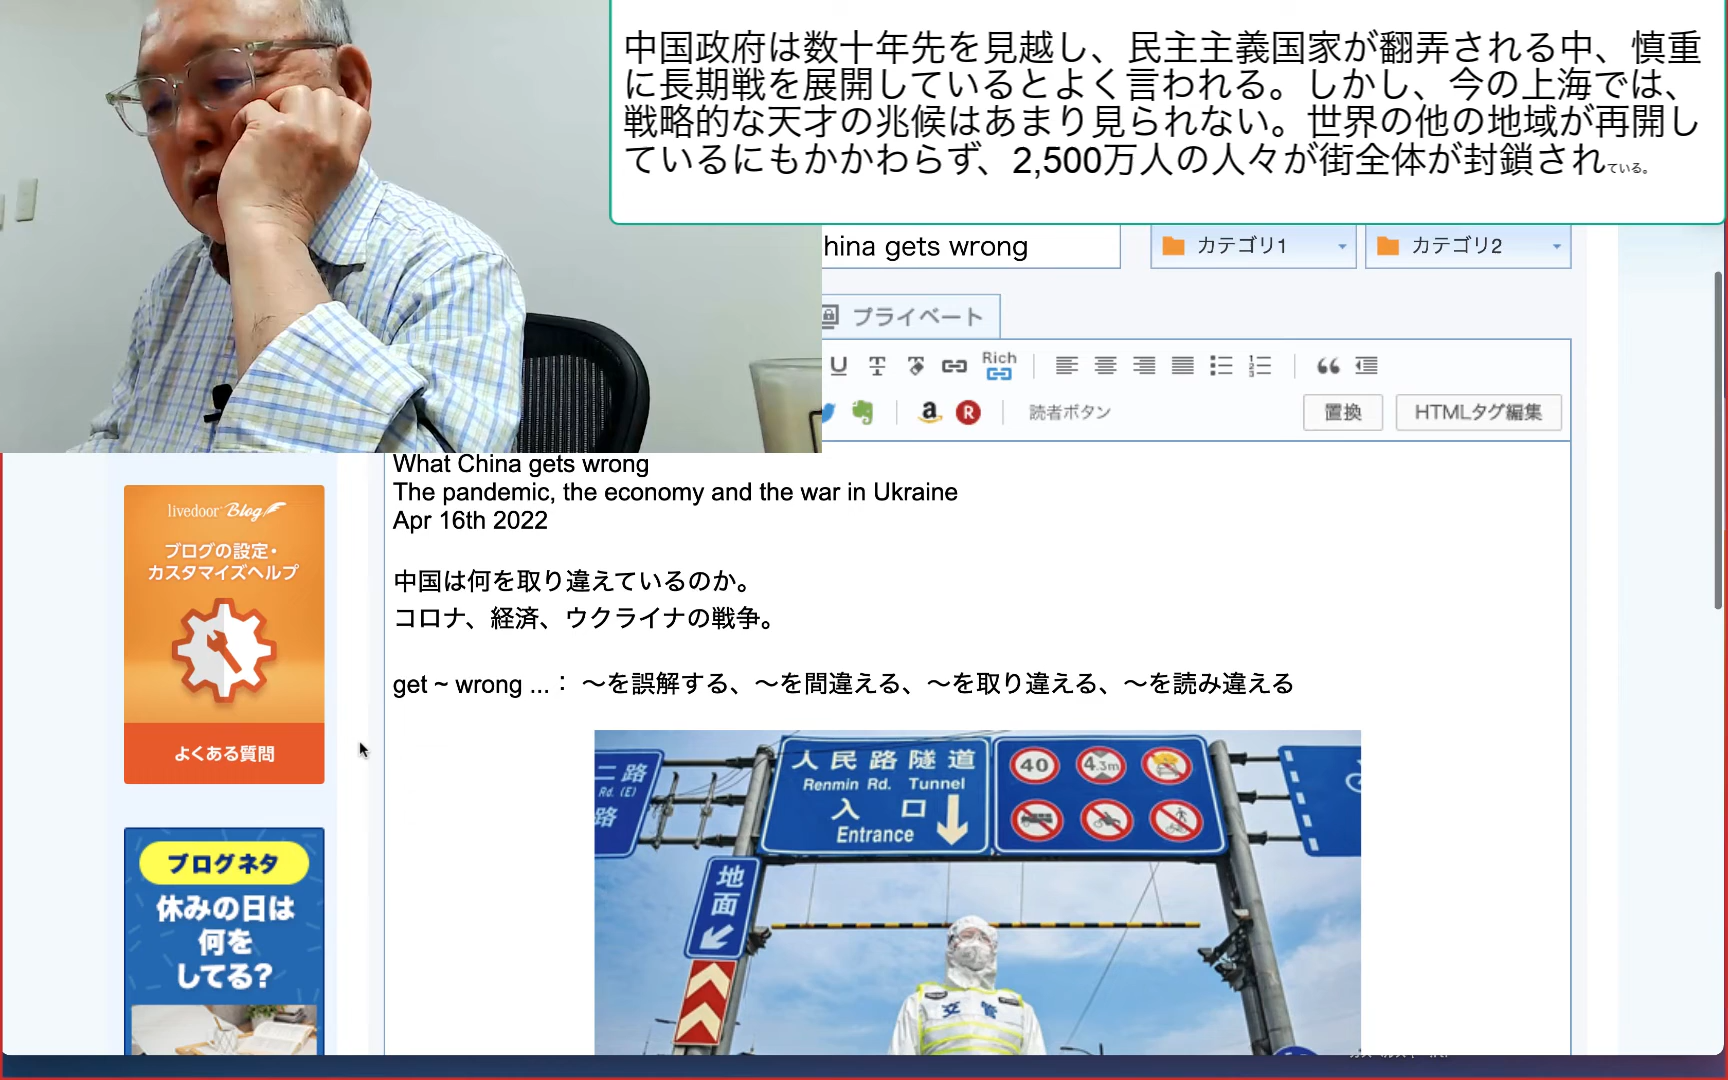 中国政府は数十年先を見越し、民主主義国家が翻弄される中、慎重
に長期戦を展開しているとよく言われる。しかし、今の上海では、
戦略的な天才の兆候はあまり見られない。世界の他の地域が再開し
ているにもかかわらず、2,500万人の人々が街全体が封鎖されている。
hina gets wrong
カテゴリ1
カテゴリ2
プライベート
U T Rich
a R 読者ボタン 置換 HTMLタグ編集
What China gets wrong
The pandemic, the economy and the war in Ukraine
Apr 16th 2022
中国は何を取り違えているのか。
コロナ、経済、ウクライナの戦争。
get ~ wrong ...： 〜を誤解する、〜を間違える、〜を取り違える、〜を読み違える
livedoor Blog
ブログの設定・
カスタマイズヘルプ
よくある質問
ブログネタ
休みの日は
何を
してる?
二路
Rd. (E)
路
人民路隧道
Renmin Rd. Tunnel
入口
Entrance
40
4.3m
地面
交管